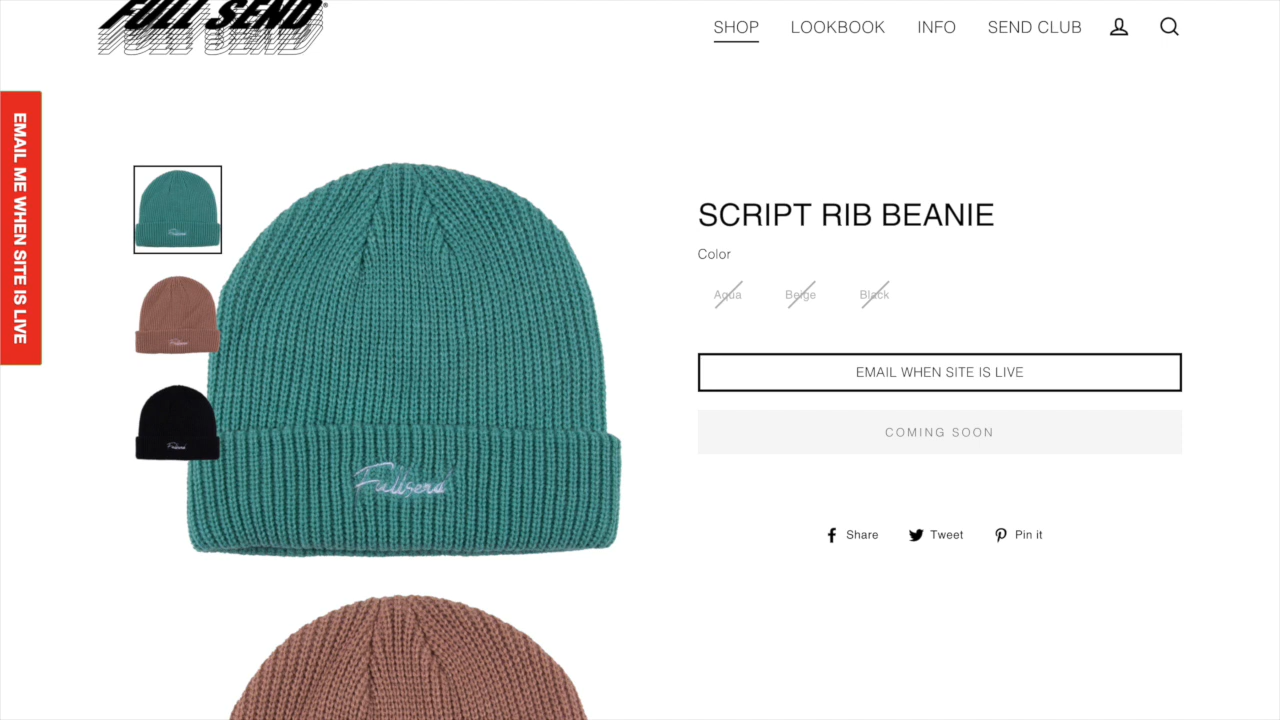 FULL SEND®
SHOP LOOKBOOK INFO SEND CLUB
EMAIL ME WHEN SITE IS LIVE
SCRIPT RIB BEANIE
Color
Aqua Beige Black
EMAIL WHEN SITE IS LIVE
COMING SOON
Fullsend
Share Tweet Pin it